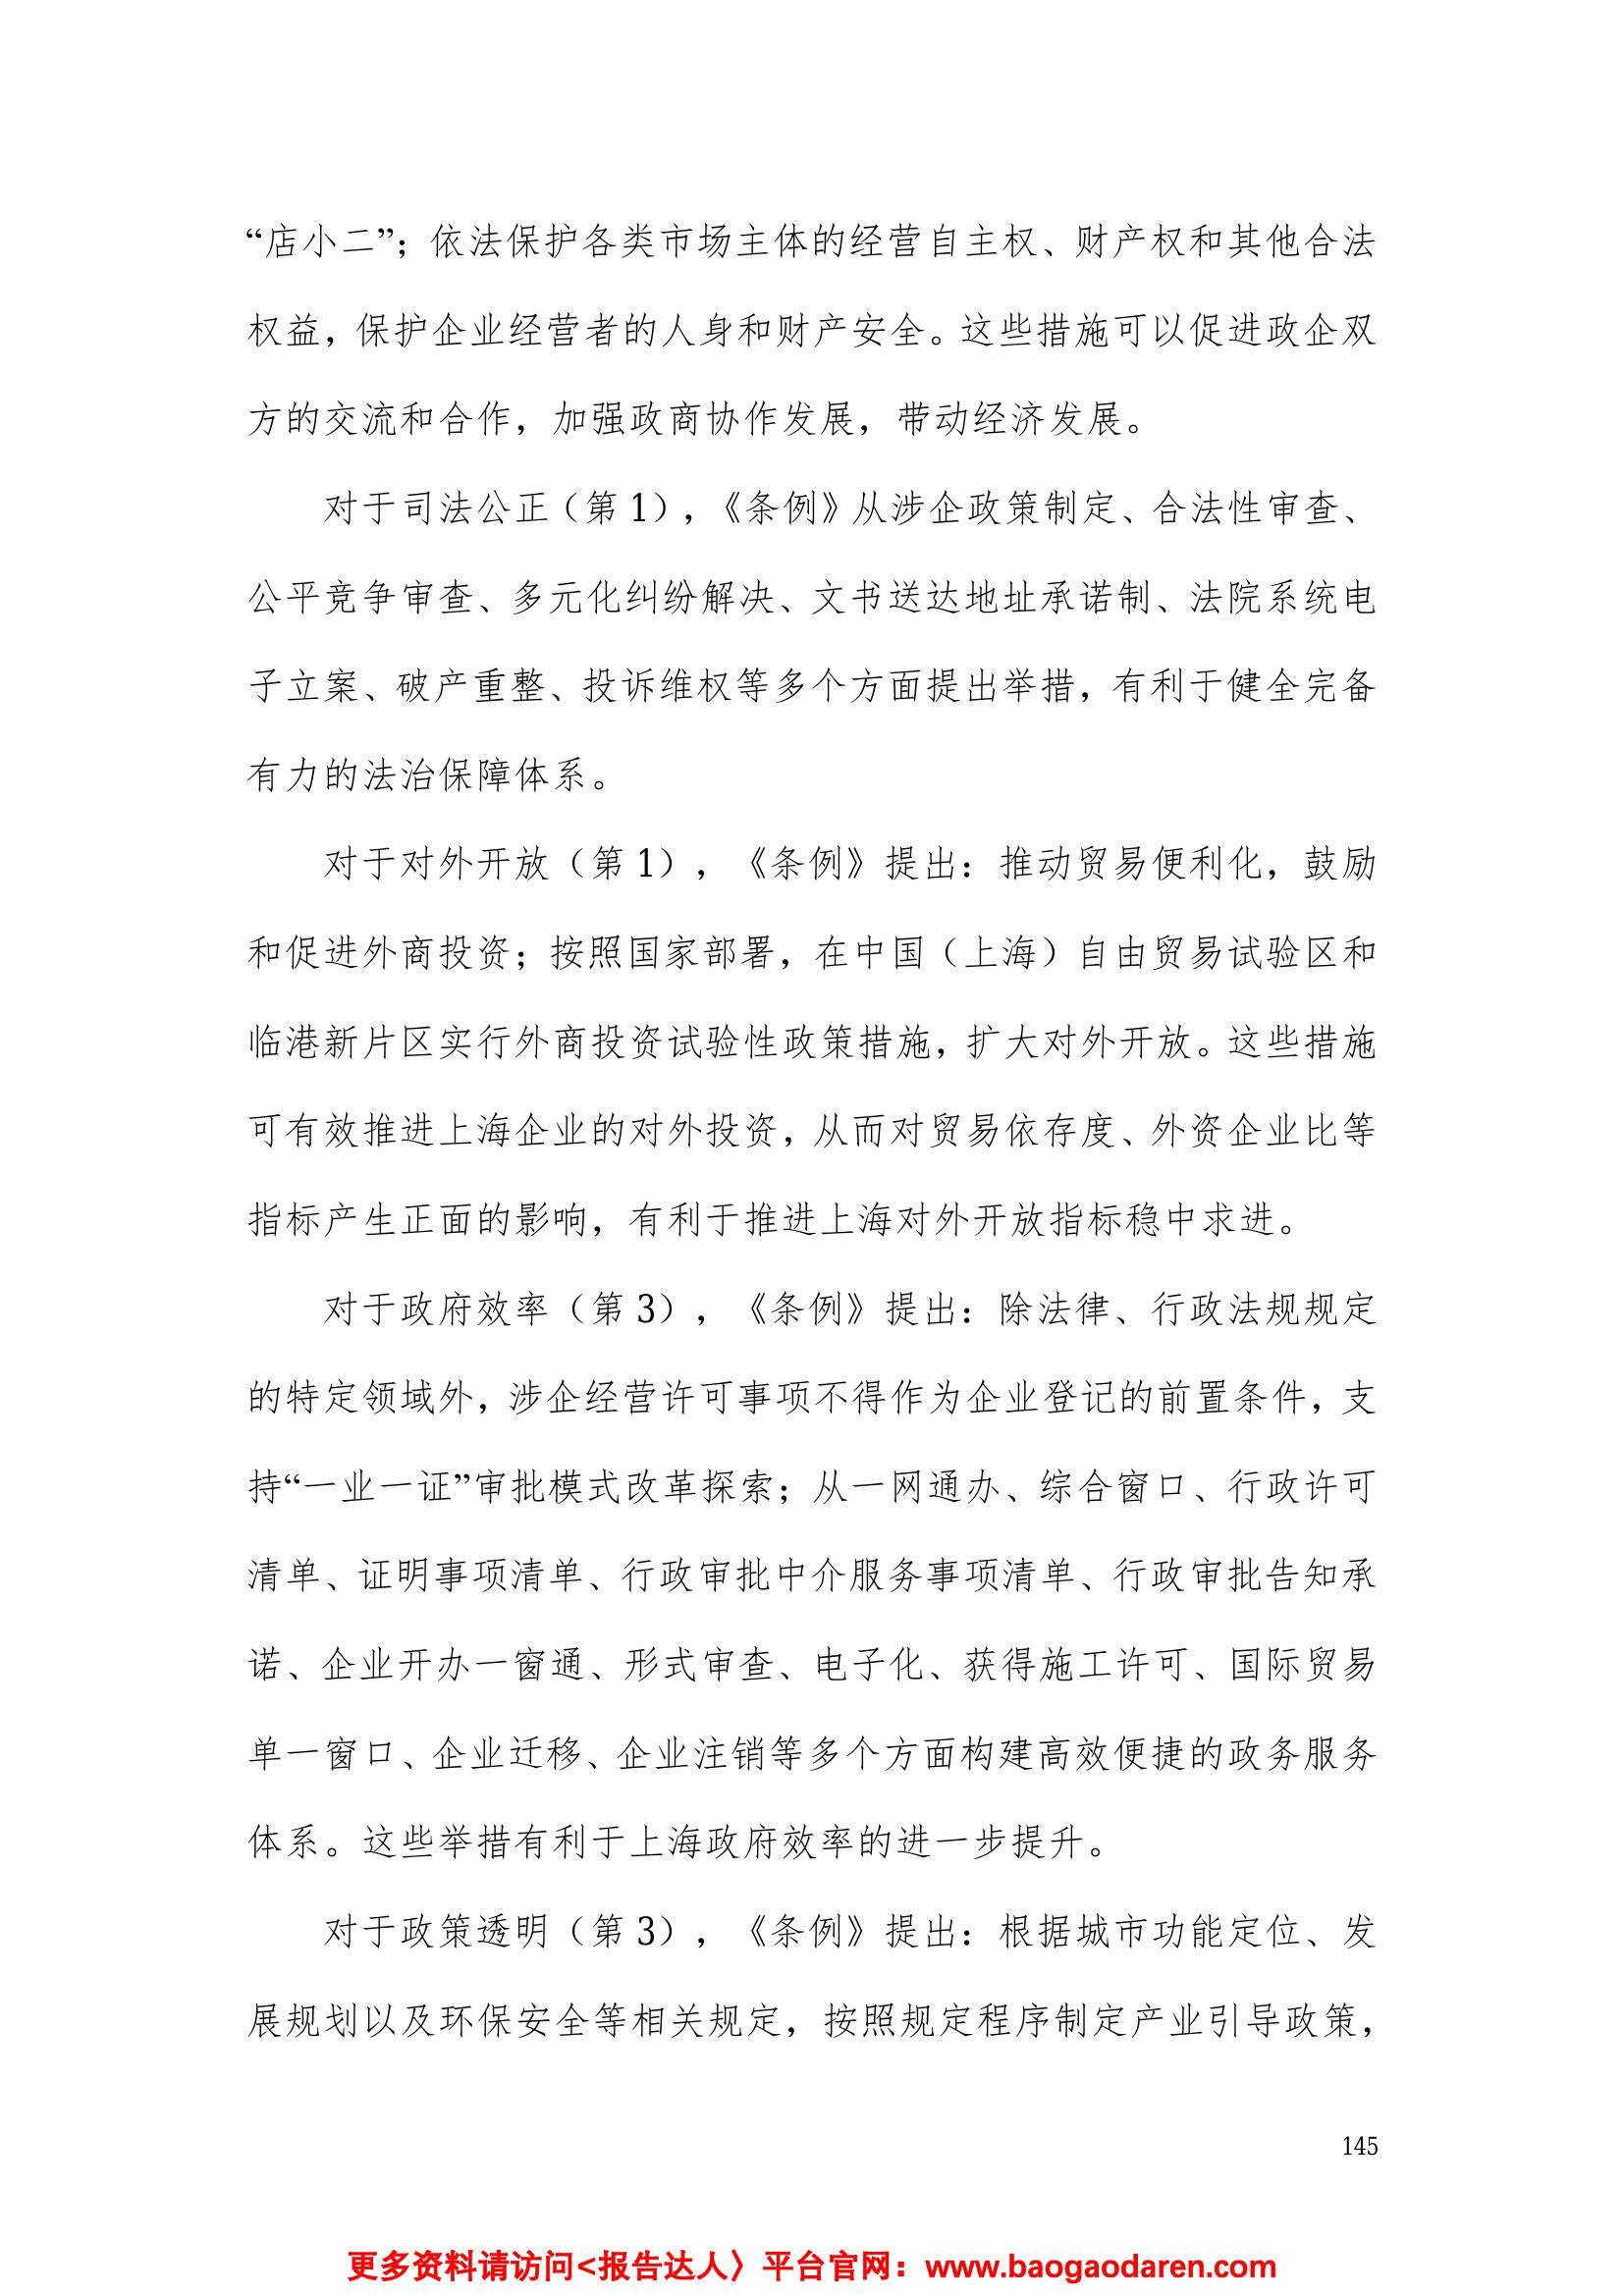 “店小二”；依法保护各类市场主体的经营自主权、财产权和其他合法
权益，保护企业经营者的人身和财产安全。这些措施可以促进政企双
方的交流和合作，加强政商协作发展，带动经济发展。
对于司法公正（第 1），《条例》从涉企政策制定、合法性审查、
公平竞争审查、多元化纠纷解决、文书送达地址承诺制、法院系统电
子立案、破产重整、投诉维权等多个方面提出举措，有利于健全完备
有力的法治保障体系。
对于对外开放（第 1），《条例》提出：推动贸易便利化，鼓励
和促进外商投资；按照国家部署，在中国（上海）自由贸易试验区和
临港新片区实行外商投资试验性政策措施，扩大对外开放。这些措施
可有效推进上海企业的对外投资，从而对贸易依存度、外资企业比等
指标产生正面的影响，有利于推进上海对外开放指标稳中求进。
对于政府效率（第 3），《条例》提出：除法律、行政法规规定
的特定领域外，涉企经营许可事项不得作为企业登记的前置条件，支
持“一业一证”审批模式改革探索；从一网通办、综合窗口、行政许可
清单、证明事项清单、行政审批中介服务事项清单、行政审批告知承
诺、企业开办一窗通、形式审查、电子化、获得施工许可、国际贸易
单一窗口、企业迁移、企业注销等多个方面构建高效便捷的政务服务
体系。这些举措有利于上海政府效率的进一步提升。
对于政策透明（第 3），《条例》提出：根据城市功能定位、发
展规划以及环保安全等相关规定，按照规定程序制定产业引导政策，
145
更多资料请访问<报告达人〉平台官网：www.baogaodaren.com